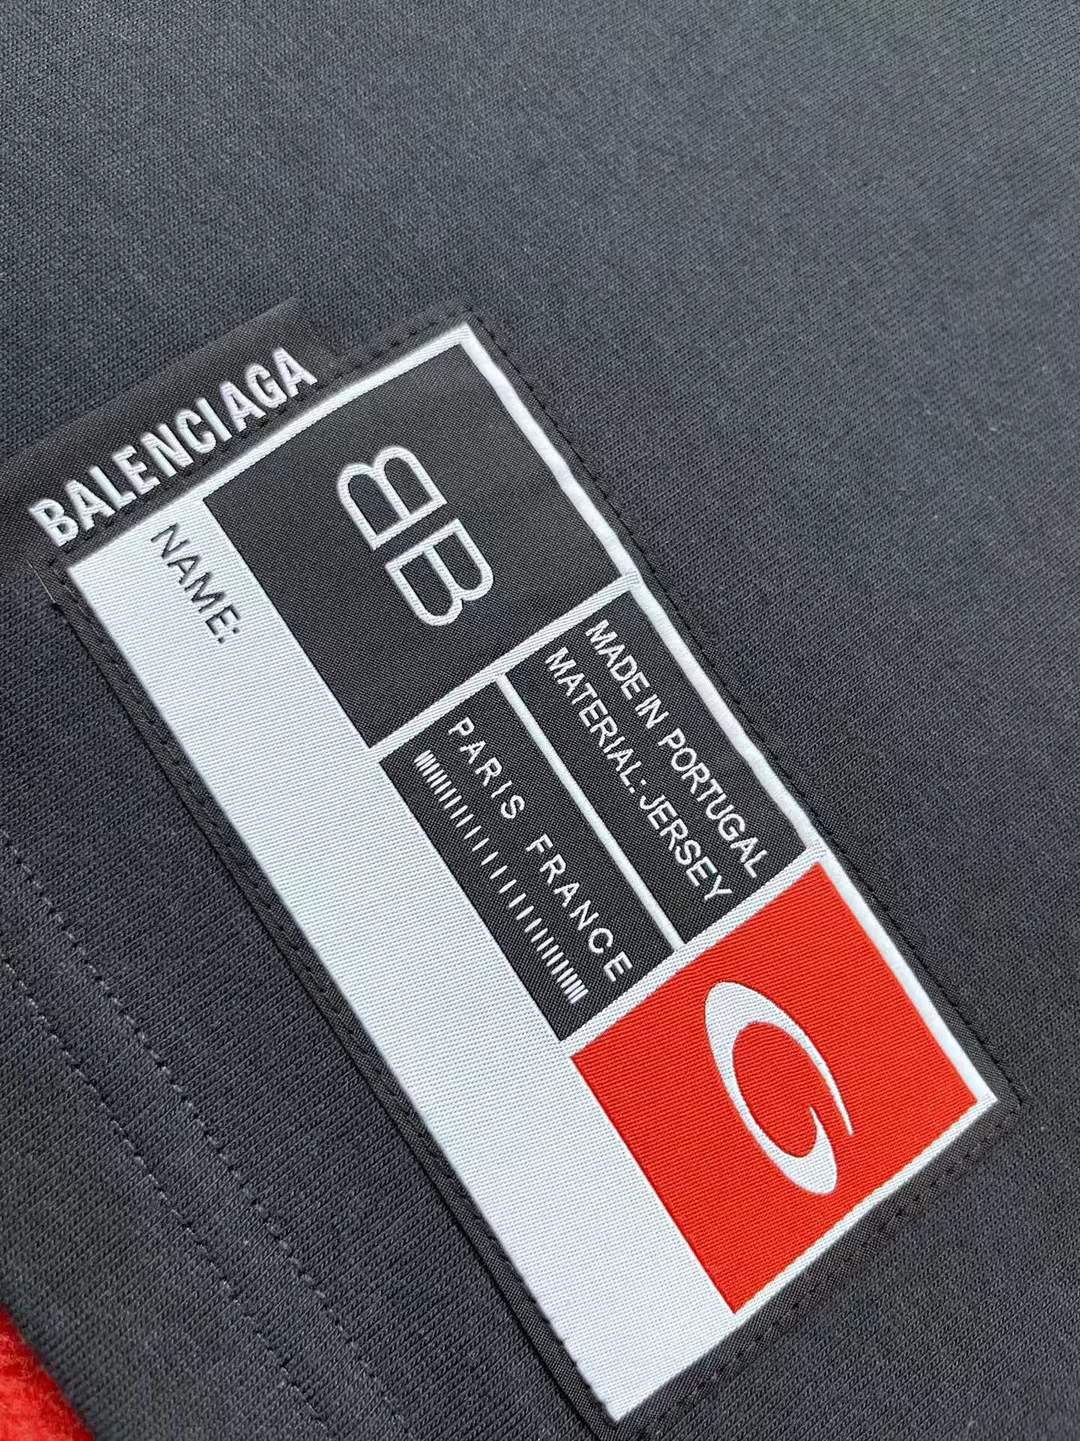 BALENCIAGA
NAME:
BB
MADE IN PORTUGAL
MATERIAL: JERSEY
PARIS FRANCE